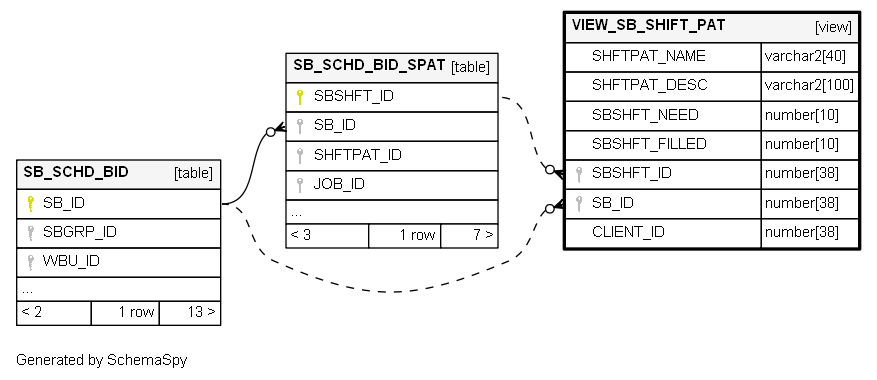 VIEW_SB_SHIFT_PAT [view]
SHFTPAT_NAME varchar2[40]
SHFTPAT_DESC varchar2[100]
SBSHFT_NEED number[10]
SBSHFT_FILLED number[10]
SBSHFT_ID number[38]
SB_ID number[38]
CLIENT_ID number[38]
SB_SCHD_BID_SPAT [table]
SBSHFT_ID
SB_ID
SHFTPAT_ID
JOB_ID
...
< 3 1 row 7 >
SB_SCHD_BID [table]
SB_ID
SBGRP_ID
WBU_ID
...
< 2 1 row 13 >
Generated by SchemaSpy